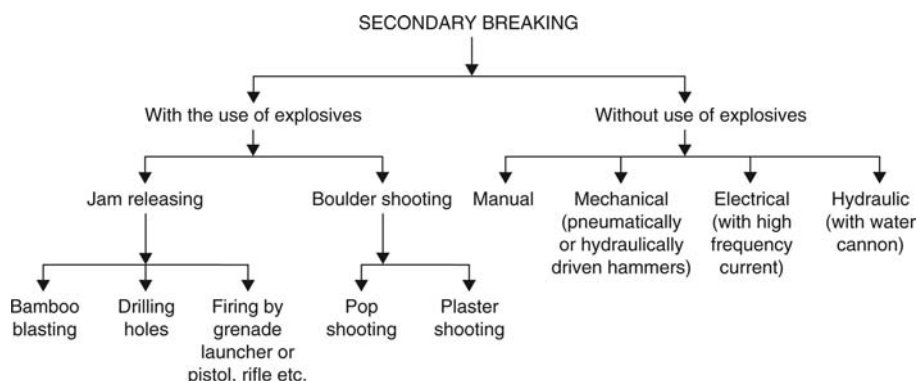 SECONDARY BREAKING
With the use of explosives
Without use of explosives
Jam releasing
Boulder shooting
Manual
Mechanical
(pneumatically
or hydraulically
driven hammers)
Electrical
(with high
frequency
current)
Hydraulic
(with water
cannon)
Bamboo
blasting
Drilling
holes
Firing by
grenade
launcher or
pistol, rifle etc.
Pop
shooting
Plaster
shooting